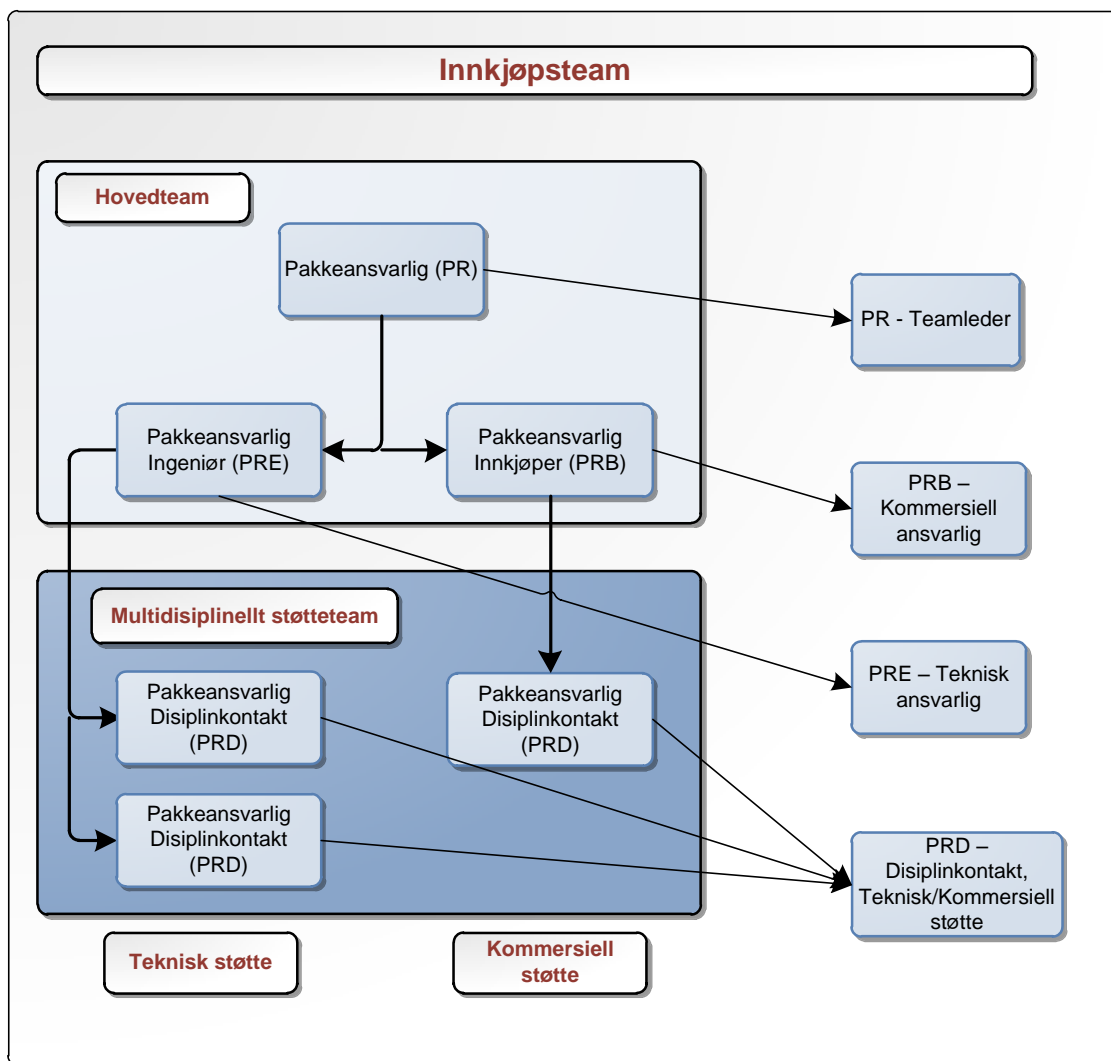 Innkjøpsteam
Hovedteam
Pakkeansvarlig (PR)
PR - Teamleder
Pakkeansvarlig
Ingeniør (PRE)
Pakkeansvarlig
Innkjøper (PRB)
PRB –
Kommersiell
ansvarlig
Multidisiplinellt støtteteam
PRE – Teknisk
ansvarlig
Pakkeansvarlig
Disiplinkontakt
(PRD)
Pakkeansvarlig
Disiplinkontakt
(PRD)
Pakkeansvarlig
Disiplinkontakt
(PRD)
PRD –
Disiplinkontakt,
Teknisk/Kommersiell
støtte
Teknisk støtte
Kommersiell
støtte